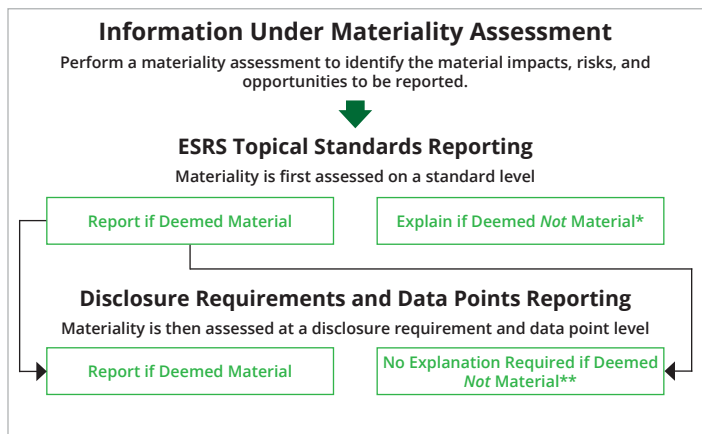 Information Under Materiality Assessment
Perform a materiality assessment to identify the material impacts, risks, and
opportunities to be reported.
ESRS Topical Standards Reporting
Materiality is first assessed on a standard level
Report if Deemed Material
Explain if Deemed Not Material*
Disclosure Requirements and Data Points Reporting
Materiality is then assessed at a disclosure requirement and data point level
Report if Deemed Material
No Explanation Required if Deemed
Not Material**